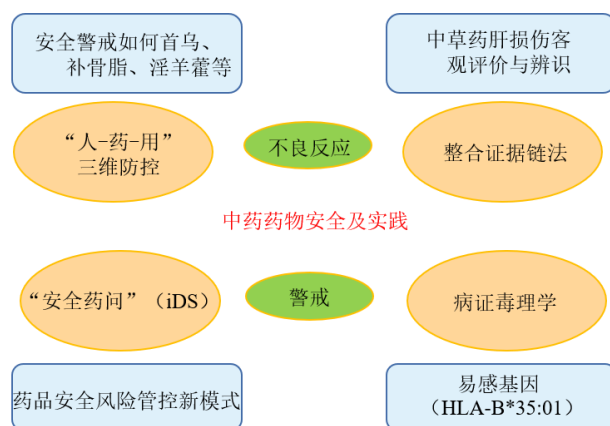 安全警戒如何首乌、
补骨脂、淫羊藿等
中草药肝损伤客
观评价与辨识
“人-药-用”
三维防控
不良反应
整合证据链法
中药药物安全及实践
“安全药问”（iDS）
警戒
病证毒理学
药品安全风险管控新模式
易感基因
（HLA-B*35:01）